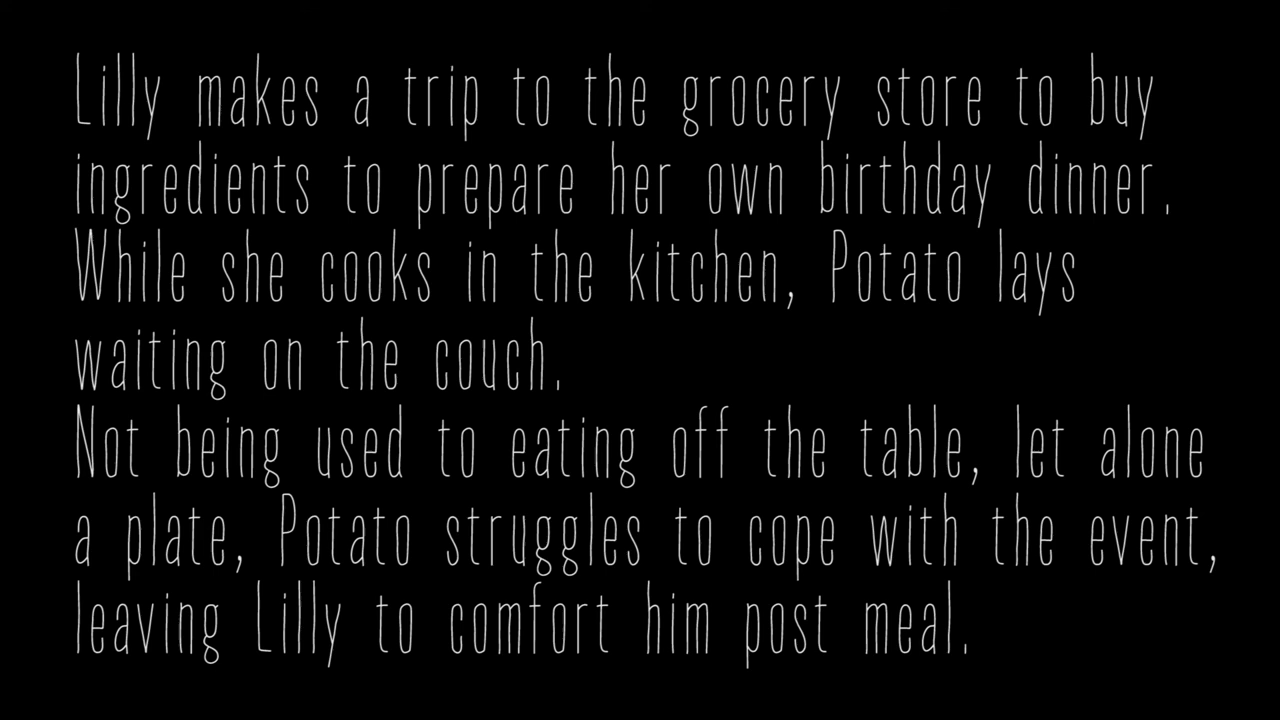 Lilly makes a trip to the grocery store to buy
ingredients to prepare her own birthday dinner.
While she cooks in the kitchen, Potato lays
waiting on the couch.
Not being used to eating off the table, let alone
a plate, Potato struggles to cope with the event,
leaving Lilly to comfort him post meal.